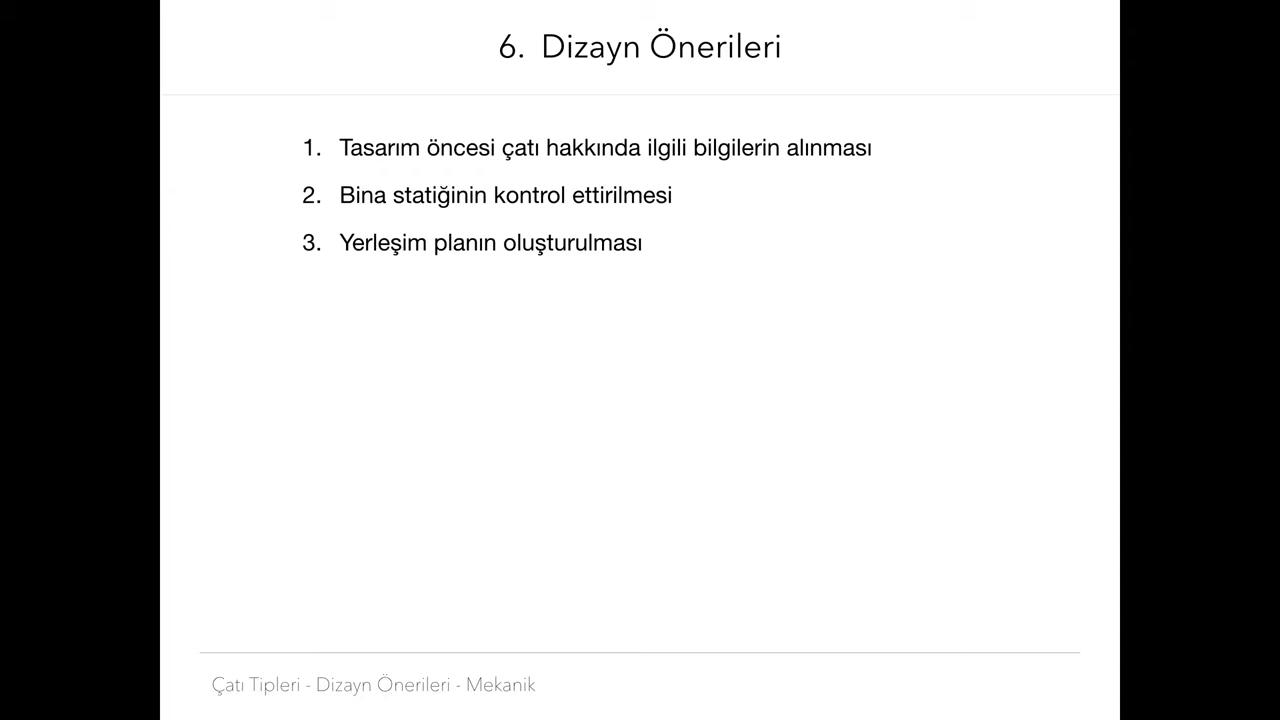 6. Dizayn Önerileri
1. Tasarım öncesi çatı hakkında ilgili bilgilerin alınması
2. Bina statiğinin kontrol ettirilmesi
3. Yerleşim planın oluşturulması
Çatı Tipleri - Dizayn Önerileri - Mekanik